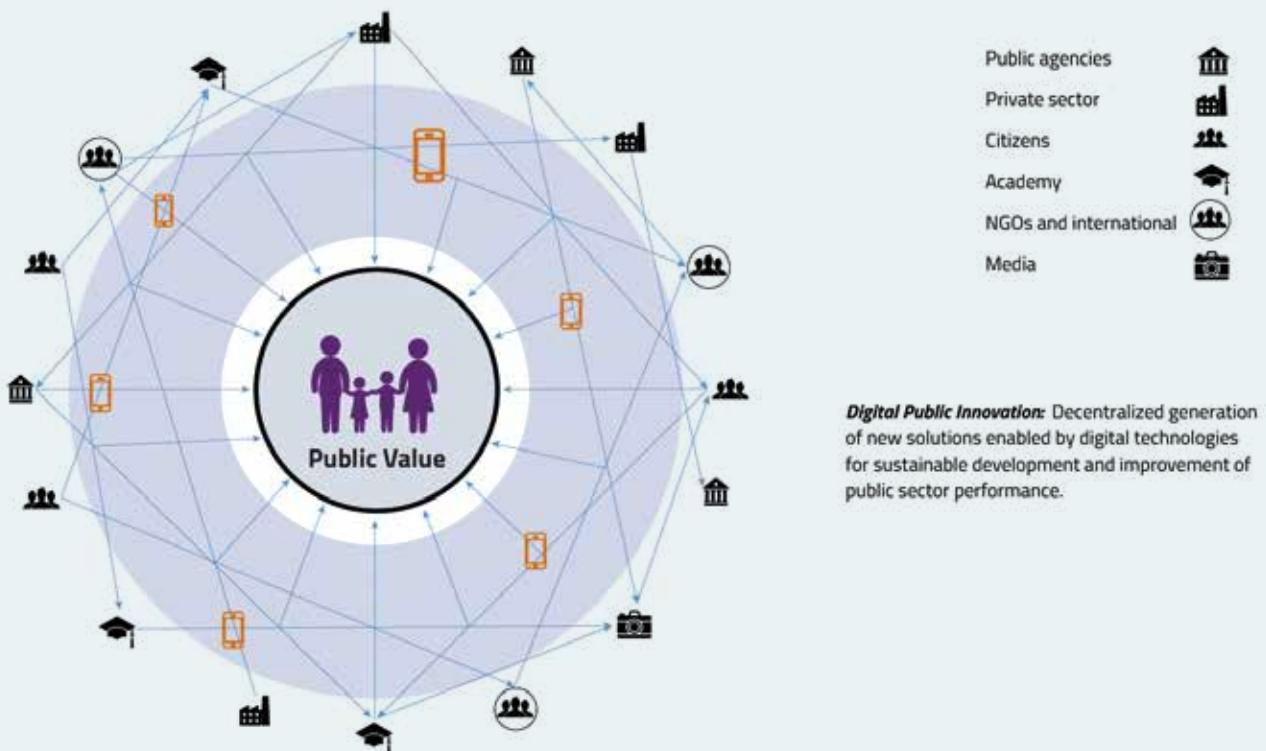 Public agencies
Private sector
Citizens
Academy
NGOs and international
Media
Public Value
Digital Public Innovation: Decentralized generation
of new solutions enabled by digital technologies
for sustainable development and improvement of
public sector performance.